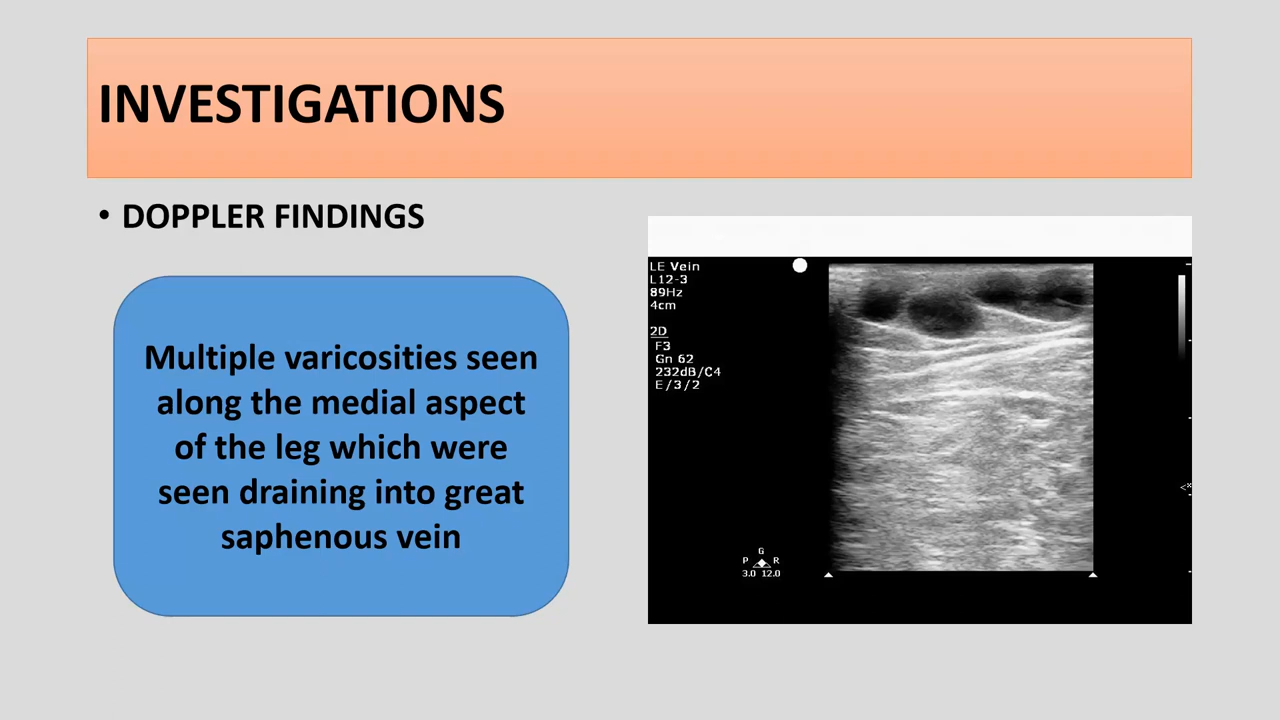 INVESTIGATIONS
• DOPPLER FINDINGS
Multiple varicosities seen
along the medial aspect
of the leg which were
seen draining into great
saphenous vein
LE Vein
L12-3
89Hz
4cm
2D
F3
Gn 62
232dB/C4
E/3/2
G
P R
3.0 12.0